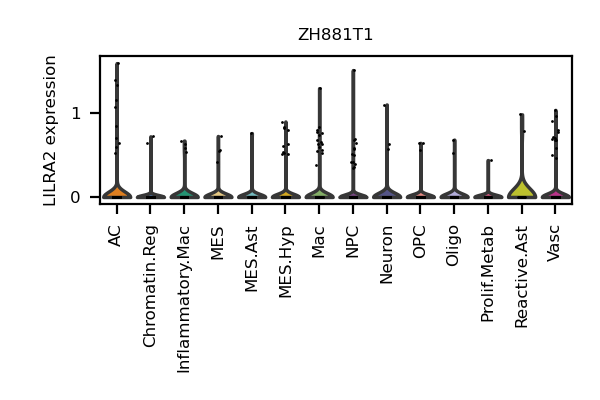 ZH881T1
LILRA2 expression
1
0
AC
Chromatin.Reg
Inflammatory.Mac
MES
MES.Ast
MES.Hyp
Mac
NPC
Neuron
OPC
Oligo
Prolif.Metab
Reactive.Ast
Vasc